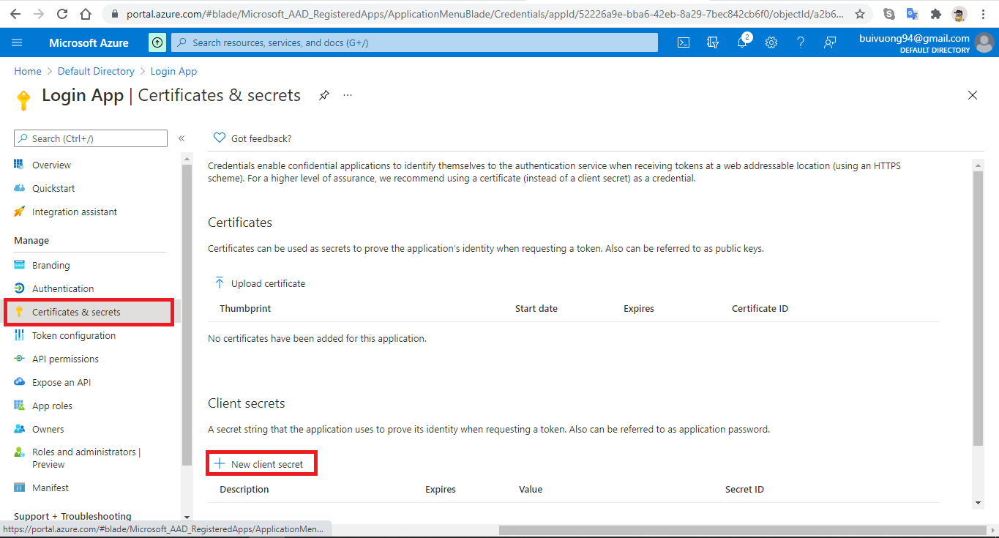 portal.azure.com/#blade/Microsoft_AAD_RegisteredApps/ApplicationMenuBlade/Credentials/appId/52226a9e-bba6-42eb-8a29-7bec842cb6f0/objectId/a2b6...
Microsoft Azure
Search resources, services, and docs (G+/)
2
buivuong94@gmail.com
DEFAULT DIRECTORY
Home > Default Directory > Login App
Login App | Certificates & secrets
...
Search (Ctrl+/)
«
Overview
Quickstart
Integration assistant
Manage
Branding
Authentication
Certificates & secrets
Token configuration
API permissions
Expose an API
App roles
Owners
Roles and administrators |
Preview
Manifest
Support + Troubleshooting
Got feedback?
Credentials enable confidential applications to identify themselves to the authentication service when receiving tokens at a web addressable location (using an HTTPS
scheme). For a higher level of assurance, we recommend using a certificate (instead of a client secret) as a credential.
Certificates
Certificates can be used as secrets to prove the application's identity when requesting a token. Also can be referred to as public keys.
Upload certificate
Thumbprint Start date Expires Certificate ID
No certificates have been added for this application.
Client secrets
A secret string that the application uses to prove its identity when requesting a token. Also can be referred to as application password.
New client secret
Description Expires Value Secret ID
https://portal.azure.com/#blade/Microsoft_AAD_RegisteredApps/ApplicationMen...